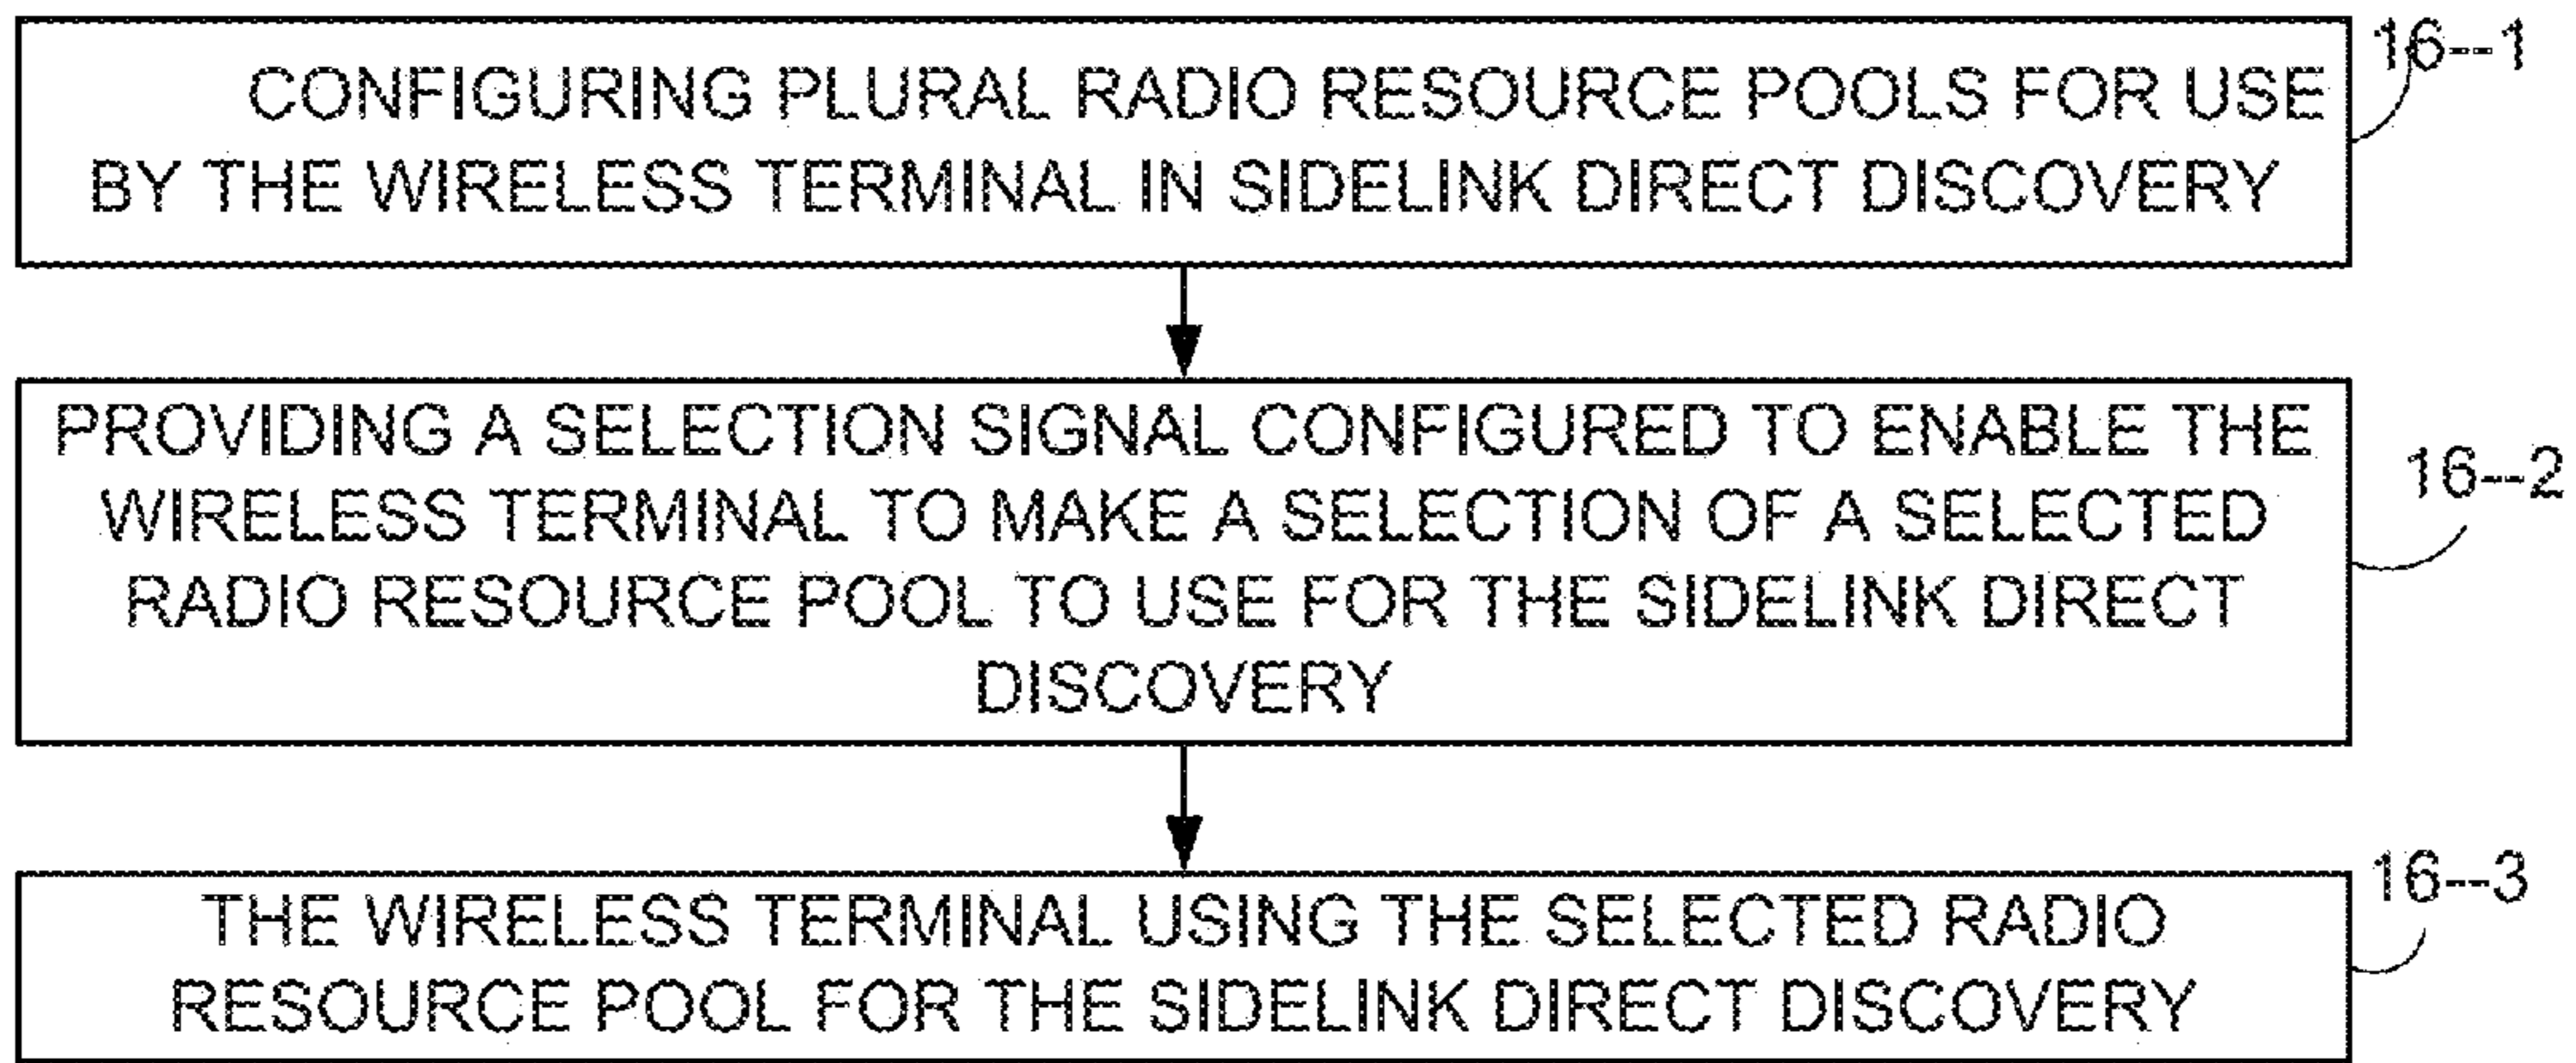 16--1
CONFIGURING PLURAL RADIO RESOURCE POOLS FOR USE
BY THE WIRELESS TERMINAL IN SIDELINK DIRECT DISCOVERY
PROVIDING A SELECTION SIGNAL CONFIGURED TO ENABLE THE
WIRELESS TERMINAL TO MAKE A SELECTION OF A SELECTED
RADIO RESOURCE POOL TO USE FOR THE SIDELINK DIRECT
DISCOVERY
16--2
THE WIRELESS TERMINAL USING THE SELECTED RADIO
RESOURCE POOL FOR THE SIDELINK DIRECT DISCOVERY
16--3